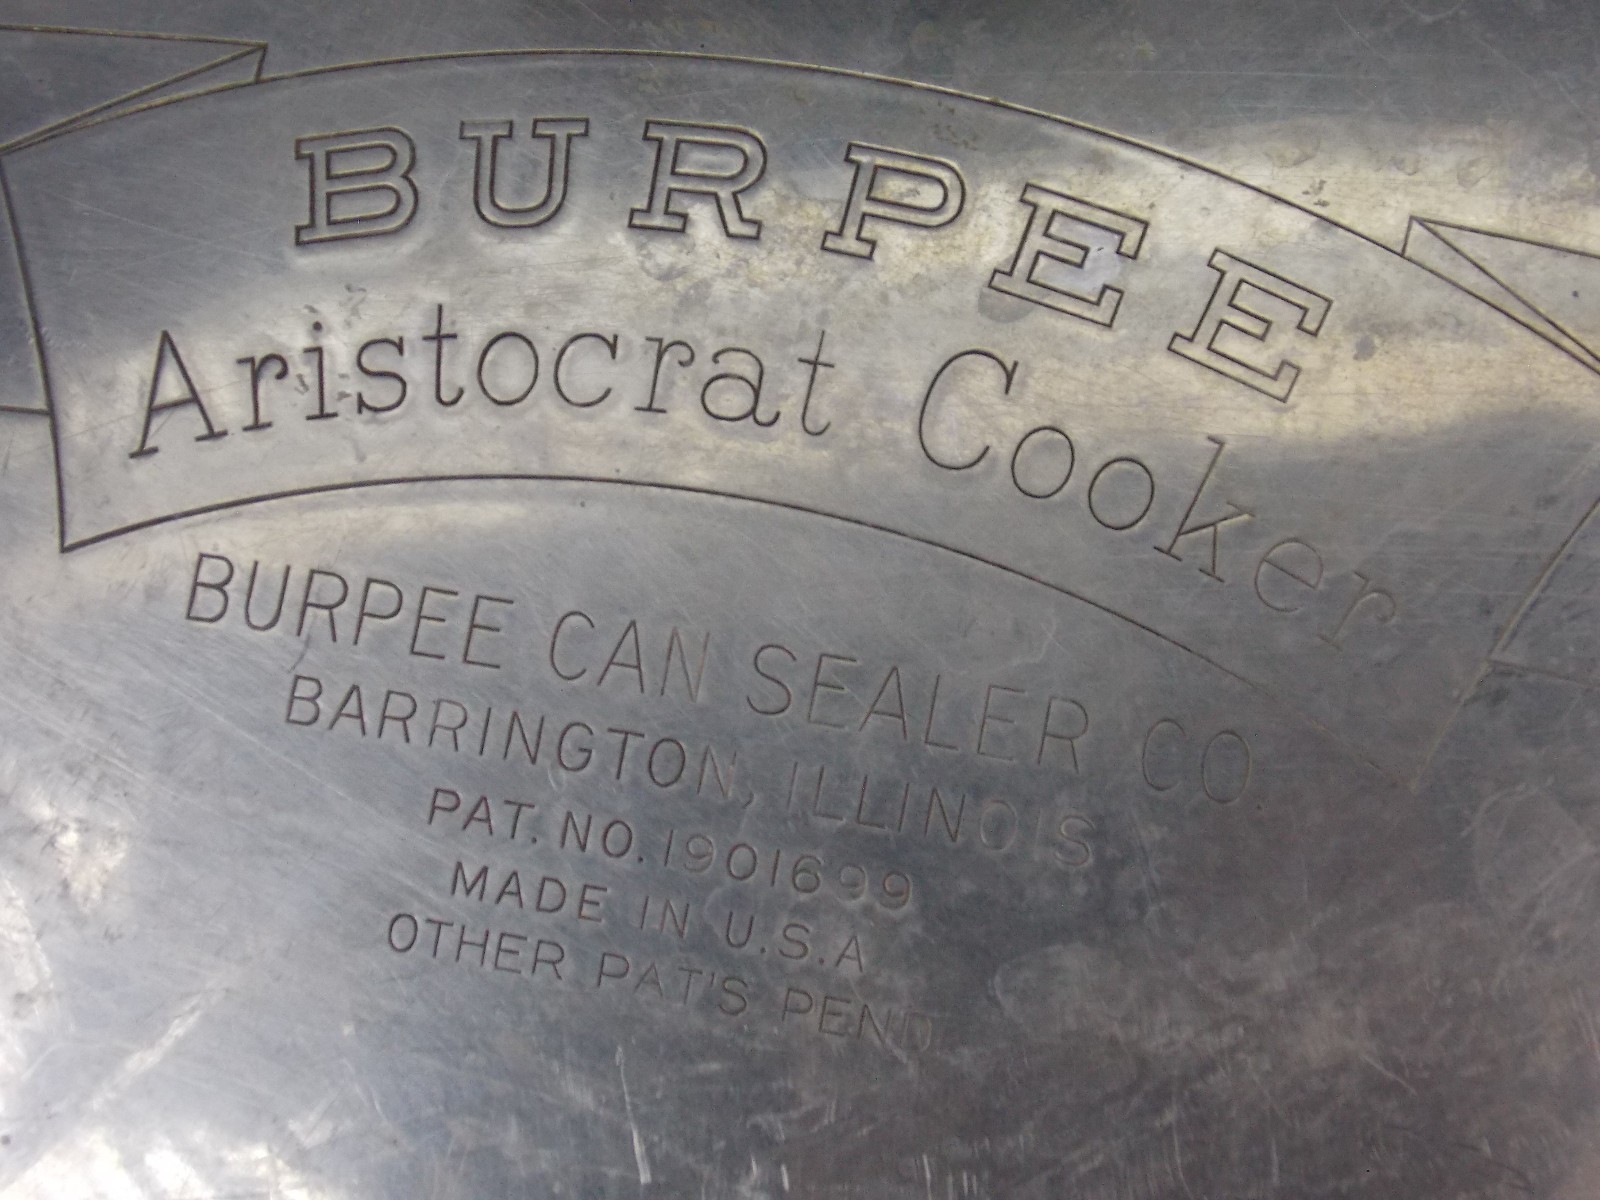 BURPEE
Aristocrat Cooker
BURPEE CAN SEALER CO.
BARRINGTON, ILLINOIS
PAT. NO. 1901699
MADE IN U.S.A
OTHER PAT'S PEND